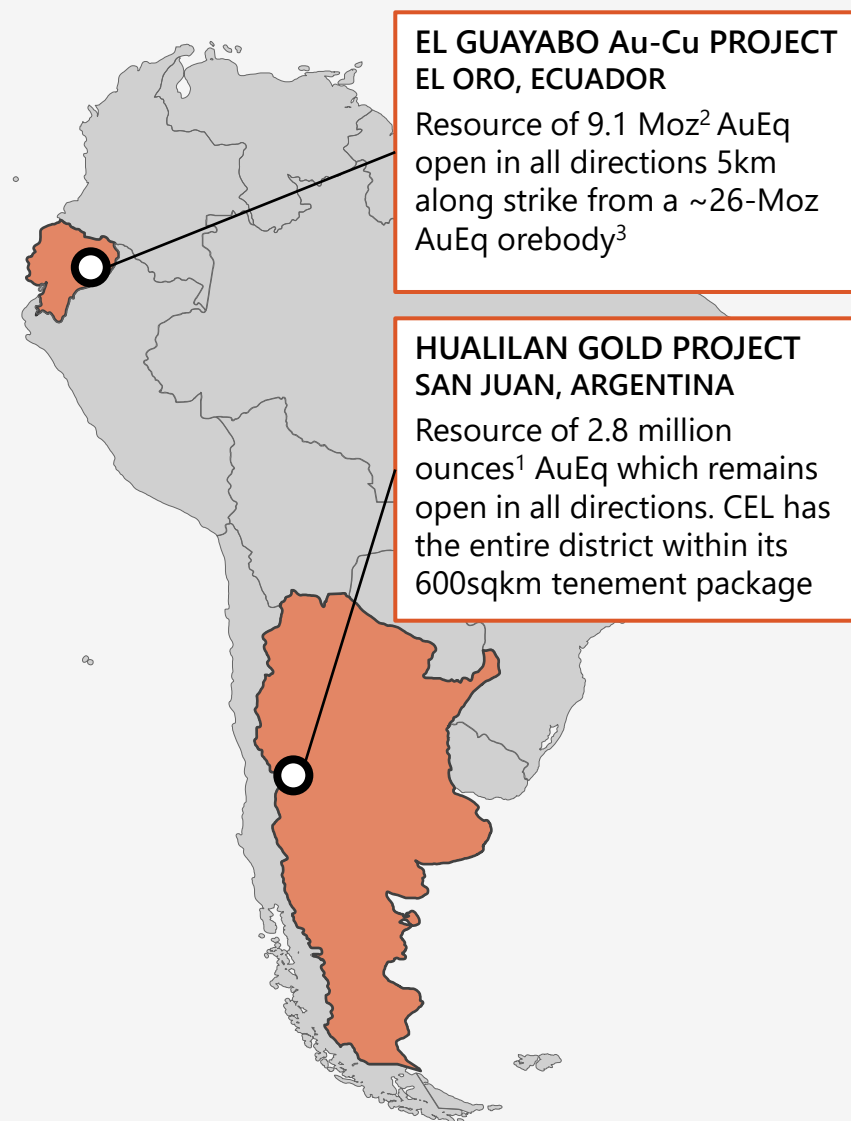 EL GUAYABO Au-Cu PROJECT
EL ORO, ECUADOR
Resource of 9.1 Moz² AuEq
open in all directions 5km
along strike from a ~26-Moz
AuEq orebody³
HUALILAN GOLD PROJECT
SAN JUAN, ARGENTINA
Resource of 2.8 million
ounces¹ AuEq which remains
open in all directions. CEL has
the entire district within its
600sqkm tenement package